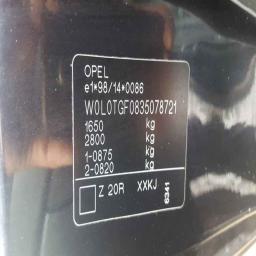 OPEL
e1*98/14*0086
W0L0TGF0835078721
1650 kg
2800 kg
1-0875 kg
2-0820 kg
Z 20R XXKJ
6341